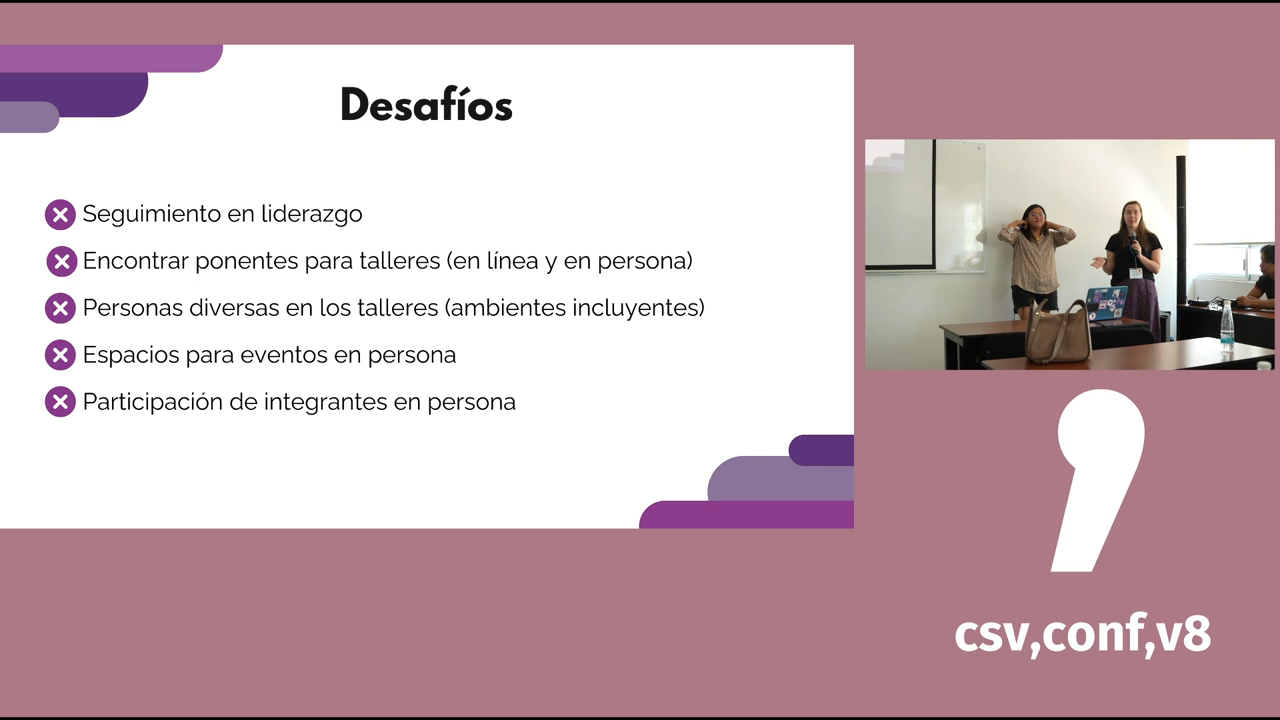 Desafíos
Seguimiento en liderazgo
Encontrar ponentes para talleres (en línea y en persona)
Personas diversas en los talleres (ambientes incluyentes)
Espacios para eventos en persona
Participación de integrantes en persona
csv,conf,v8